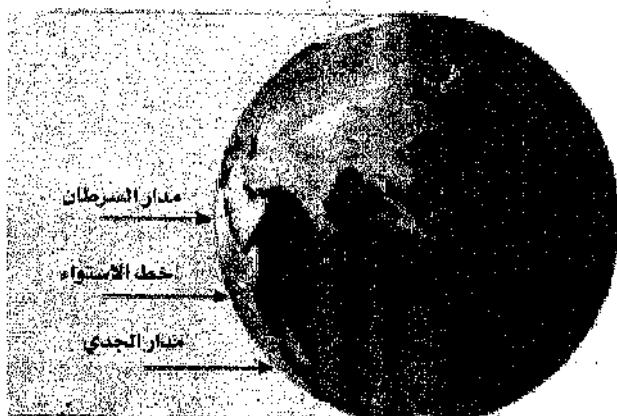 مدار السرطان
خط الاستواء
مدار الجدي